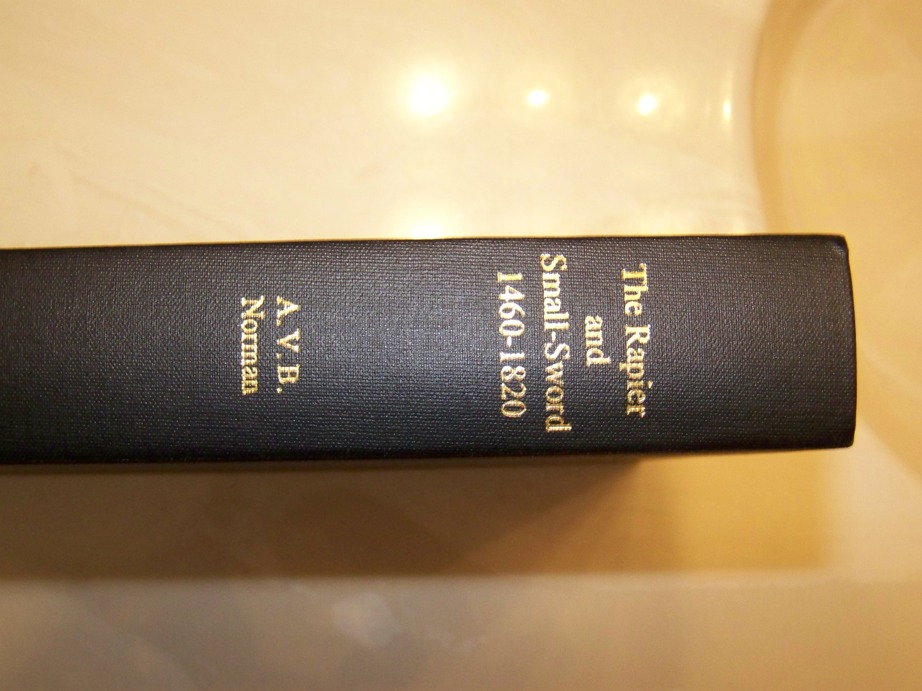 The Rapier
and
Small-Sword
1460-1820
A.V.B.
Norman